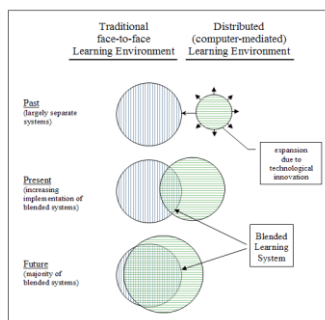 Traditional
face-to-face
Learning Environment
Distributed
(computer-mediated)
Learning Environment
Past
(largely separate
systems)
expansion
due to
technological
innovation
Present
(increasing
implementation of
blended systems)
Blended
Learning
System
Future
(majority of
blended systems)